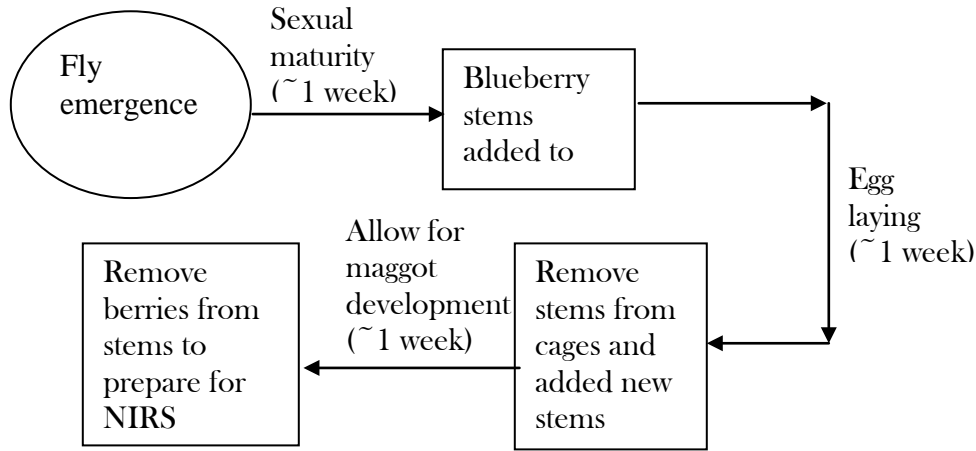 Fly
emergence
Sexual
maturity
(~1 week)
Blueberry
stems
added to
Egg
laying
(~1 week)
Remove
stems from
cages and
added new
stems
Allow for
maggot
development
(~1 week)
Remove
berries from
stems to
prepare for
NIRS